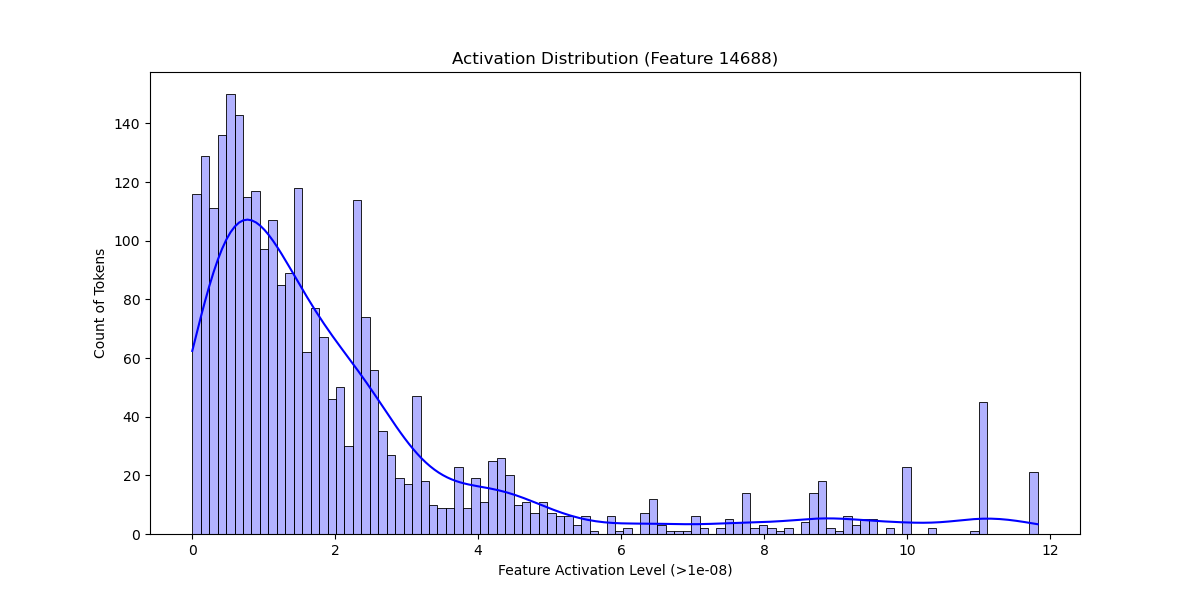 Activation Distribution (Feature 14688)
Count of Tokens
140
120
100
80
60
40
20
0
0 2 4 6 8 10 12
Feature Activation Level (>1e-08)